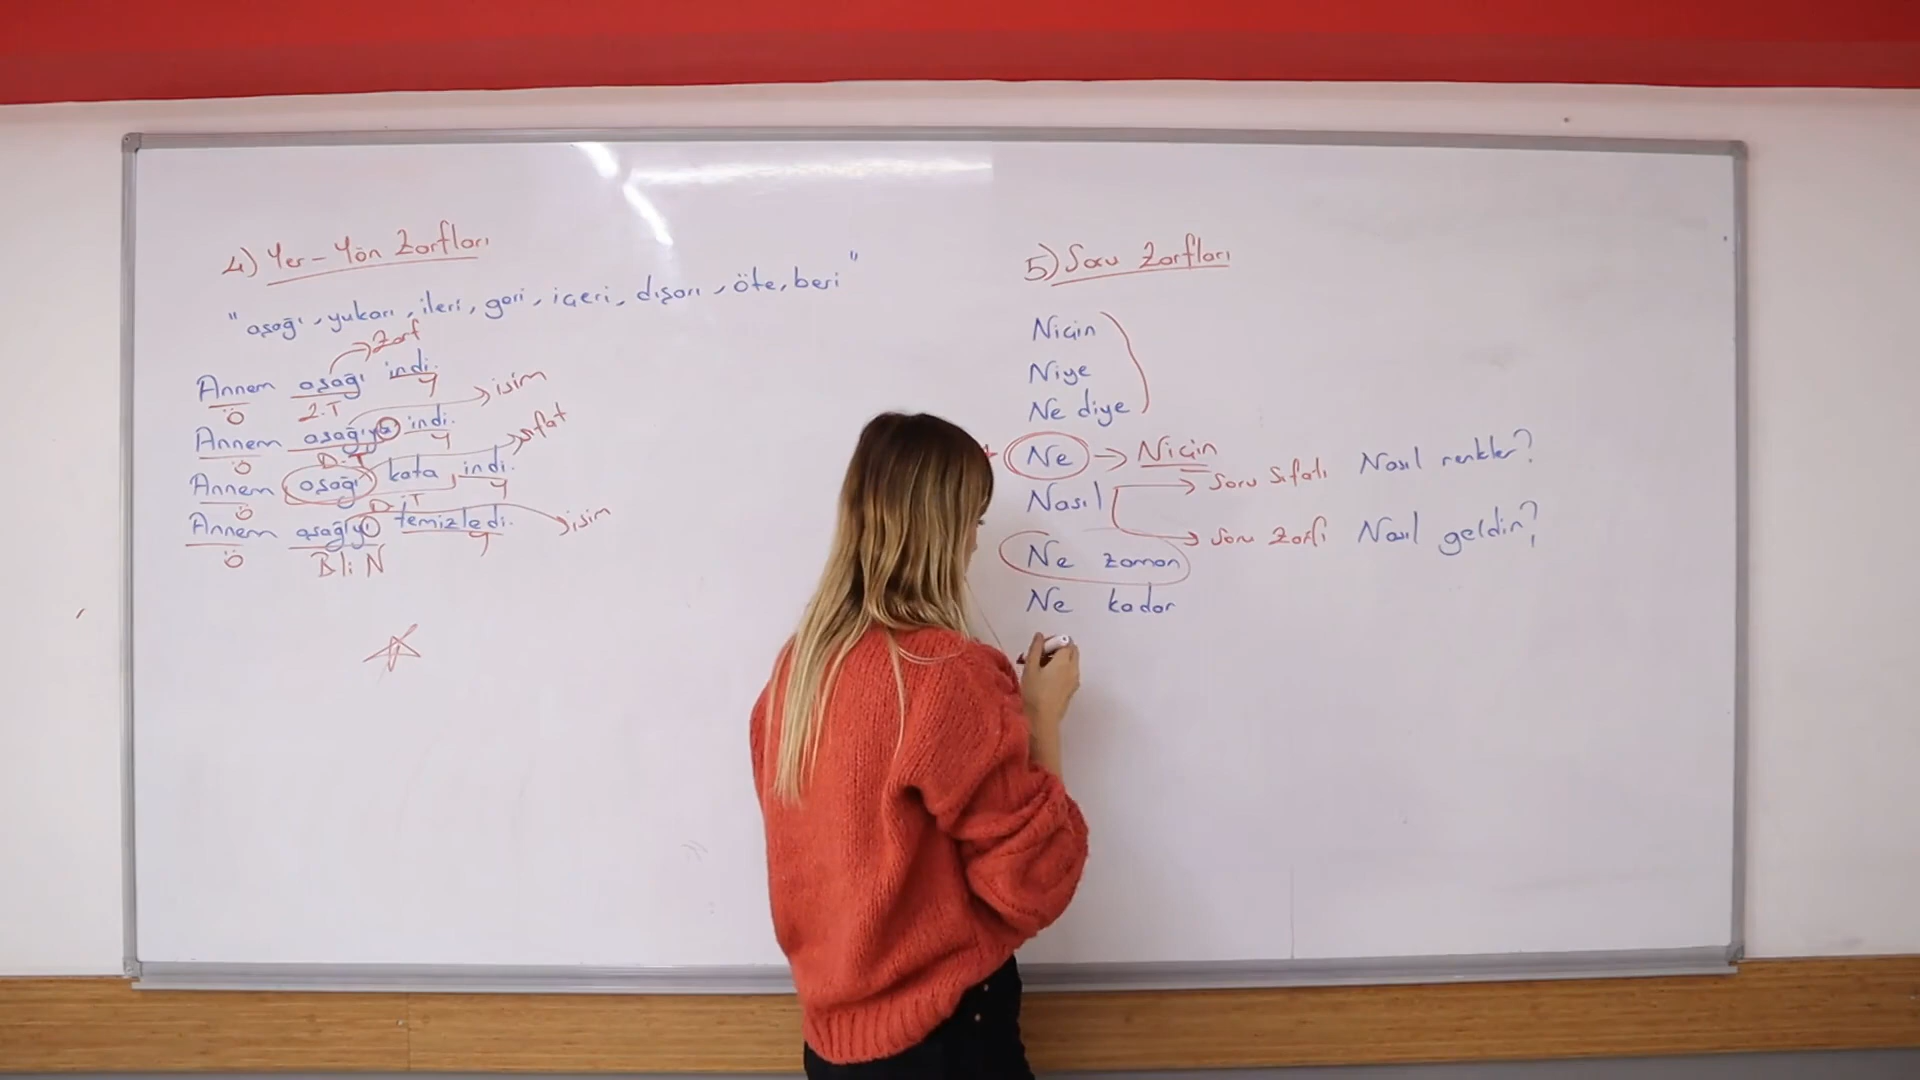 4) Yer - Yön Zarfları
" aşağı, yukarı, ileri, geri, içeri, dışarı, öte, beri "
zarf
Annem aşağı indi.
Ö Z.T Y
isim
Annem aşağıya indi.
Ö D.T Y
sıfat
Annem aşağı kata indi.
Ö D.T Y
Annem aşağıyı temizledi.
isim
Ö B li N Y
5) Soru Zarfları
Niçin
Niye
Ne diye
Ne → Niçin
Nasıl → Soru Sıfatı Nasıl renkler?
→ Soru Zarfı Nasıl geldin?
Ne zaman
Ne kadar